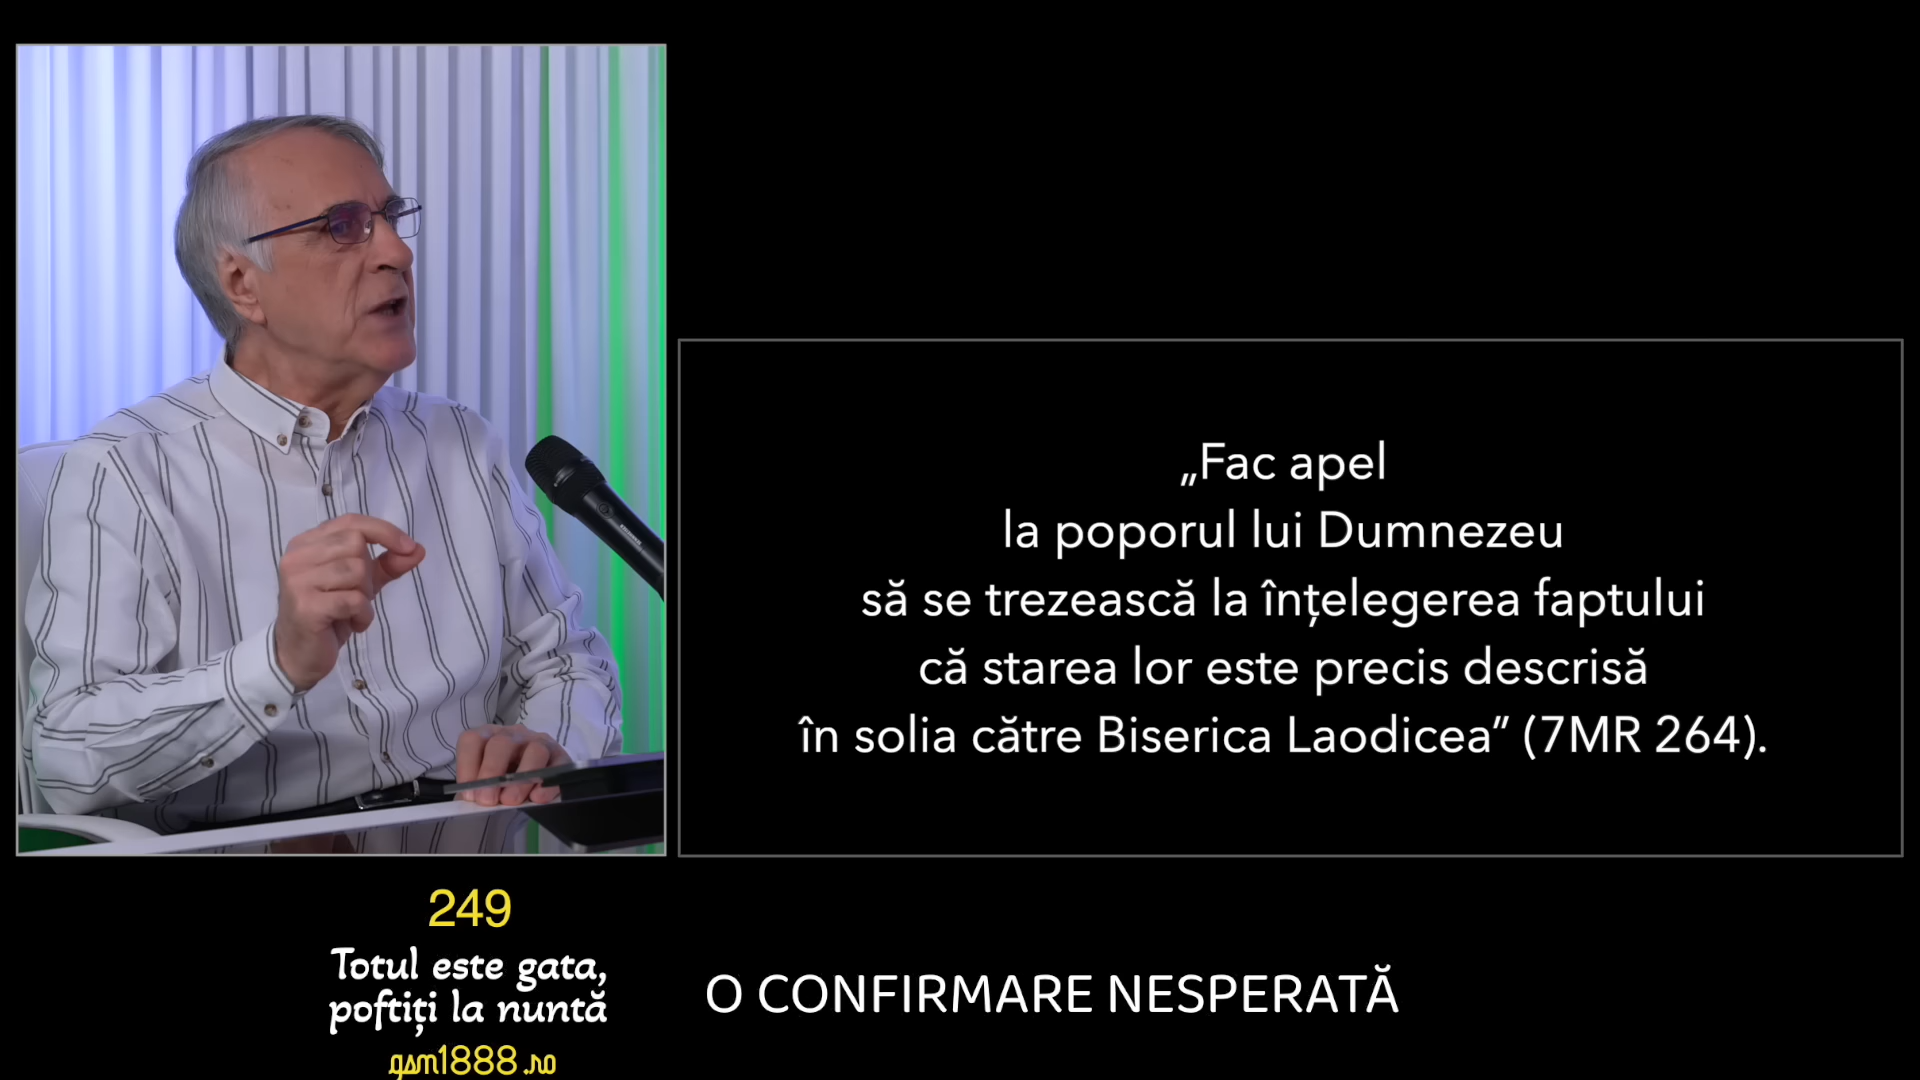 „Fac apel
la poporul lui Dumnezeu
să se trezească la înțelegerea faptului
că starea lor este precis descrisă
în solia către Biserica Laodicea” (7MR 264).
249
Totul este gata,
poftiți la nuntă
gsm1888.ro
O CONFIRMARE NESPERATĂ